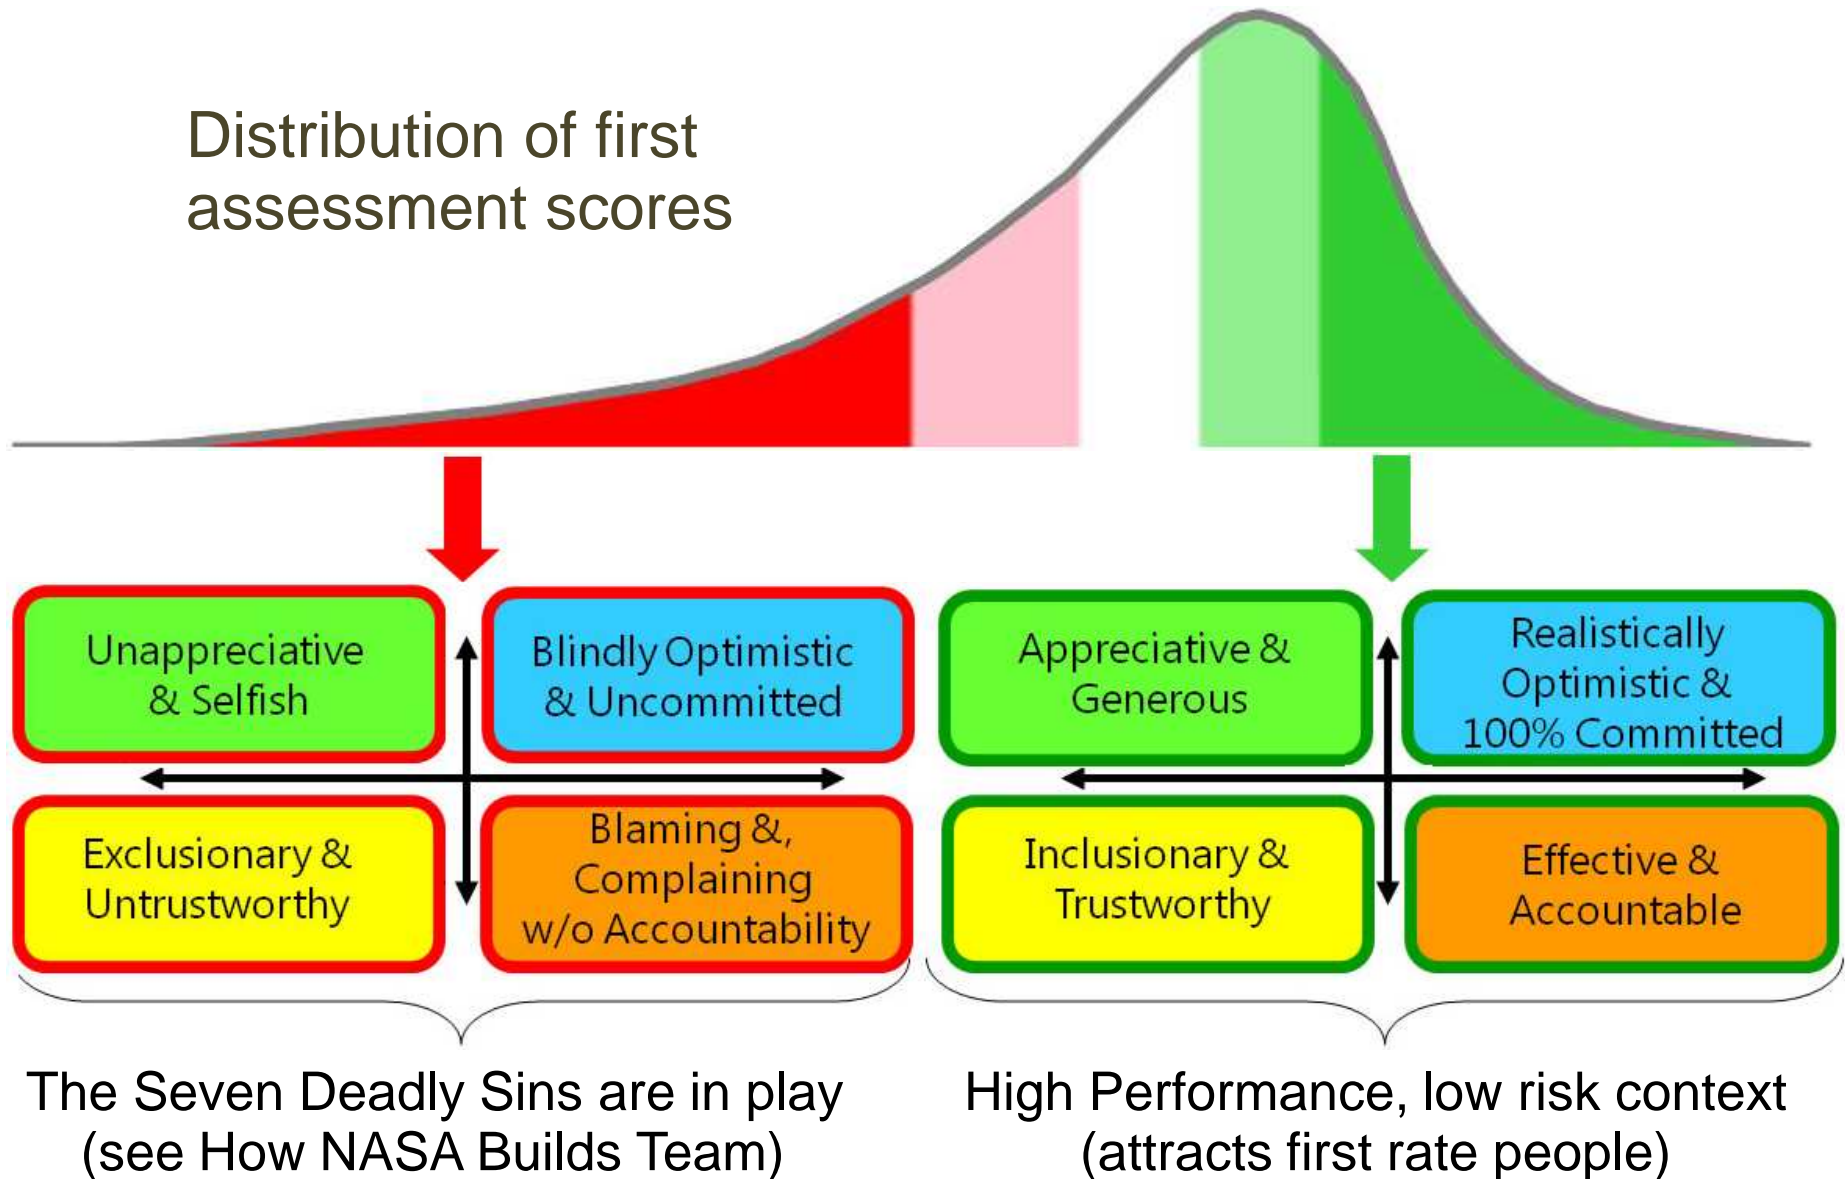 Distribution of first
assessment scores
Unappreciative
& Selfish
Blindly Optimistic
& Uncommitted
Exclusionary &
Untrustworthy
Blaming &,
Complaining
w/o Accountability
Appreciative &
Generous
Realistically
Optimistic &
100% Committed
Inclusionary &
Trustworthy
Effective &
Accountable
The Seven Deadly Sins are in play
(see How NASA Builds Team)
High Performance, low risk context
(attracts first rate people)